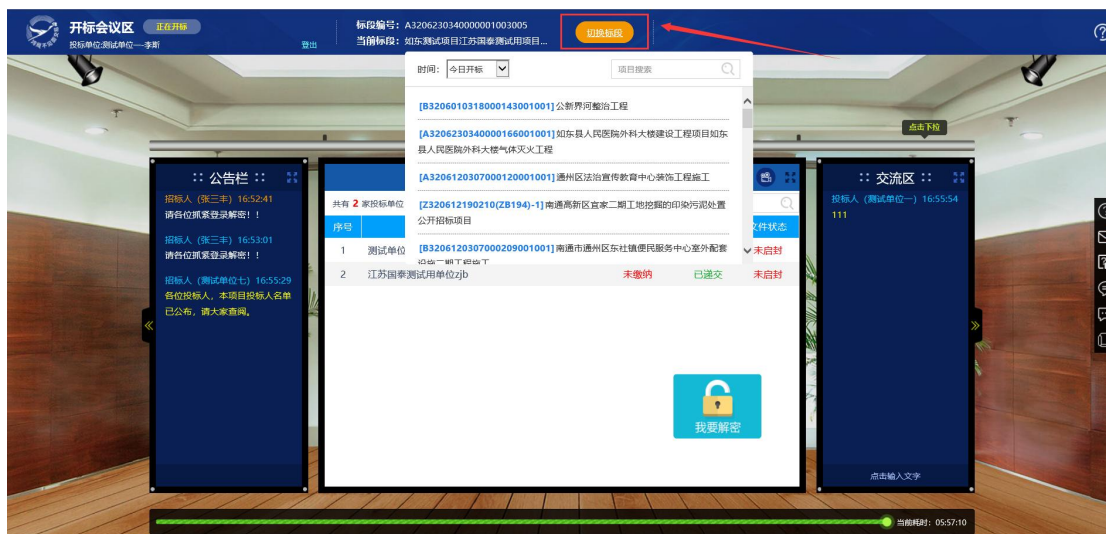 开标会议区 正在开标
投标单位:测试单位——李斯
登出
标段编号：A3206230340000001003005
当前标段：如东测试项目江苏国泰测试用项目...
切换标段
时间： 今日开标
项目搜索
[B3206010318000143001001]公新界河整治工程
[A3206230340000166001001]如东县人民医院外科大楼建设工程项目如东
县人民医院外科大楼气体灭火工程
[A3206120307000120001001]通州区法治宣传教育中心装饰工程施工
[Z320612190210(ZB194)-1]南通高新区宜家二期工地挖掘的印染污泥处置
公开招标项目
[B3206120307000209001001]南通市通州区东社镇便民服务中心室外配套
设施二期工程施工
点击下拉
:: 公告栏 ::
招标人（张三丰）16:52:41
请各位抓紧登录解密！！
招标人（张三丰）16:53:01
请各位抓紧登录解密！！
招标人（测试单位七）16:55:29
各位投标人，本项目投标人名单
已公布，请大家查阅。
共有 2 家投标单位
序号
文件状态
1 测试单位
未启封
2 江苏国泰测试用单位zjb 未缴纳 已递交 未启封
我要解密
:: 交流区 ::
投标人（测试单位一）16:55:54
111
点击输入文字
当前耗时：05:57:10